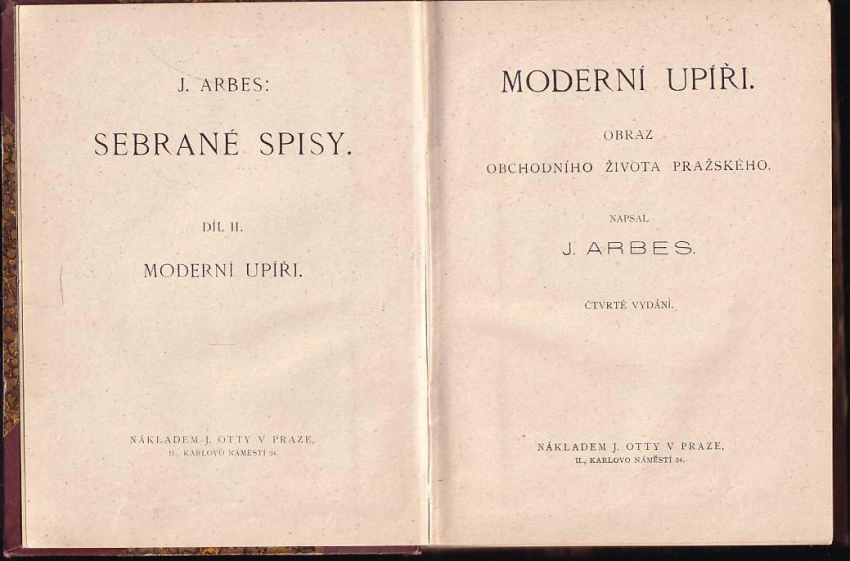 J. ARBES:
SEBRANÉ SPISY.
DÍL II.
MODERNÍ UPÍŘI.
NÁKLADEM J. OTTY V PRAZE,
II., KARLOVO NÁMĚSTÍ 34.
MODERNÍ UPÍŘI.
OBRAZ
OBCHODNÍHO ŽIVOTA PRAŽSKÉHO.
NAPSAL
J. ARBES.
ČTVRTÉ VYDÁNÍ.
NÁKLADEM J. OTTY V PRAZE,
II., KARLOVO NÁMĚSTÍ 34.